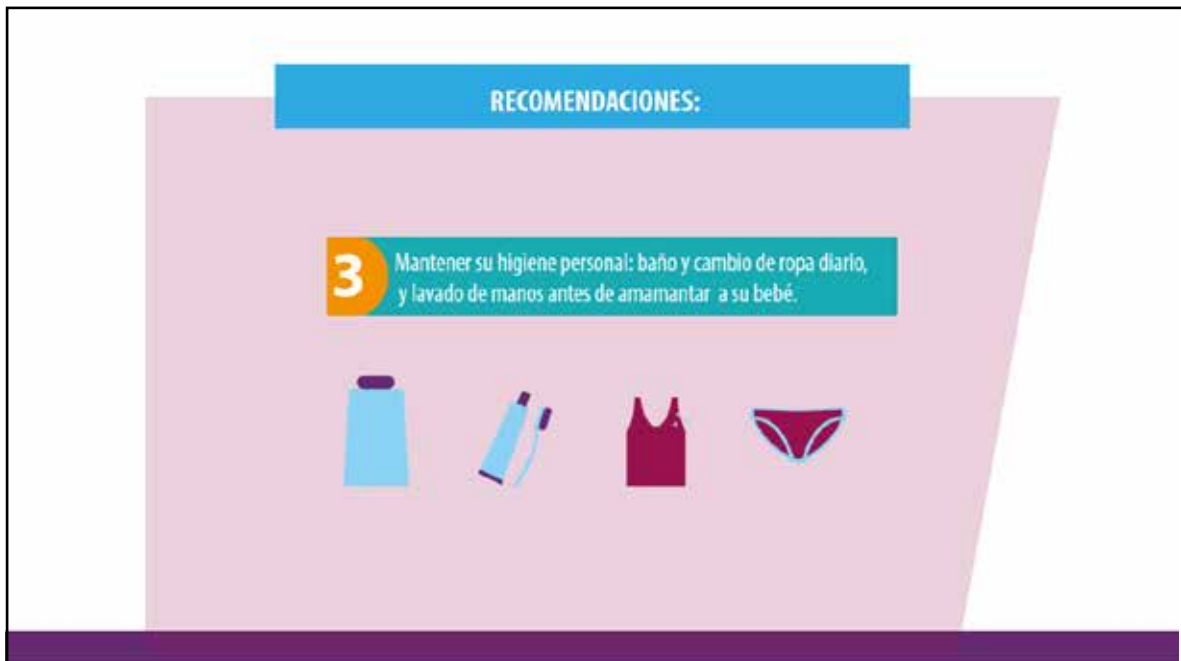 RECOMENDACIONES:
3
Mantener su higiene personal: baño y cambio de ropa diario,
y lavado de manos antes de amamantar a su bebé.